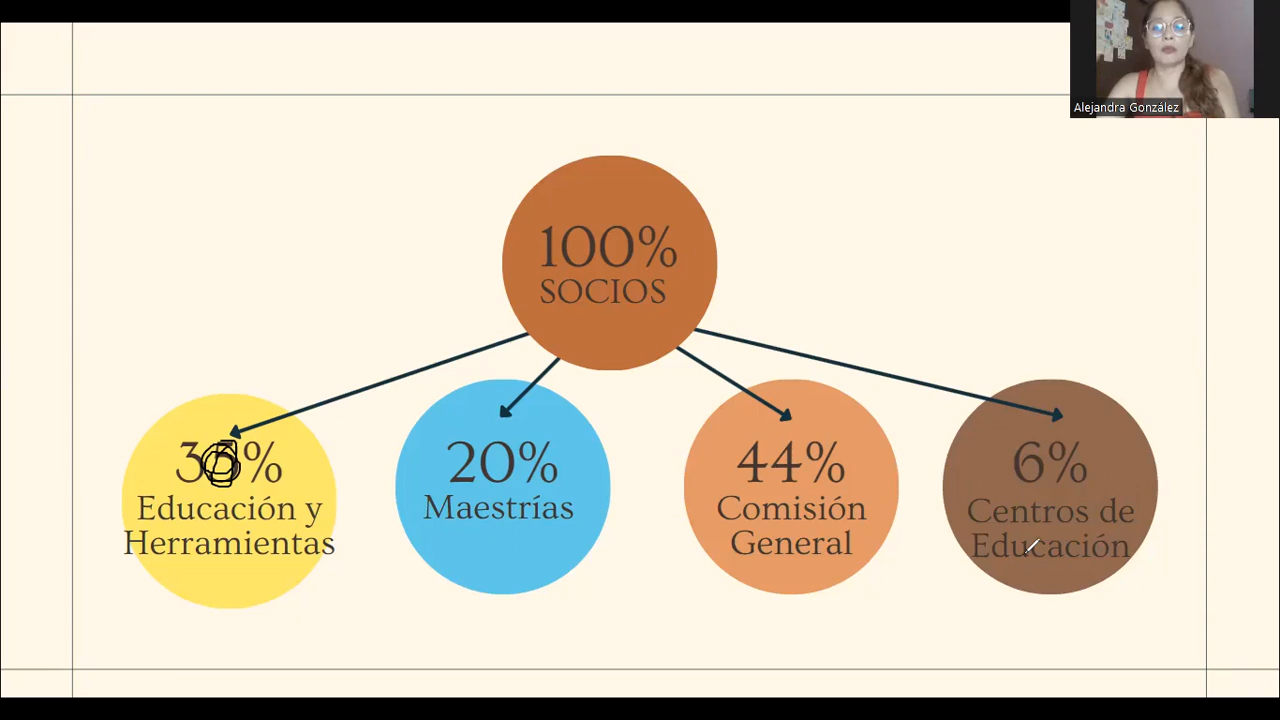 Alejandra González
100%
SOCIOS
20%
Maestrías
44%
Comisión
General
6%
Centros de
Educación
Educación y
Herramientas